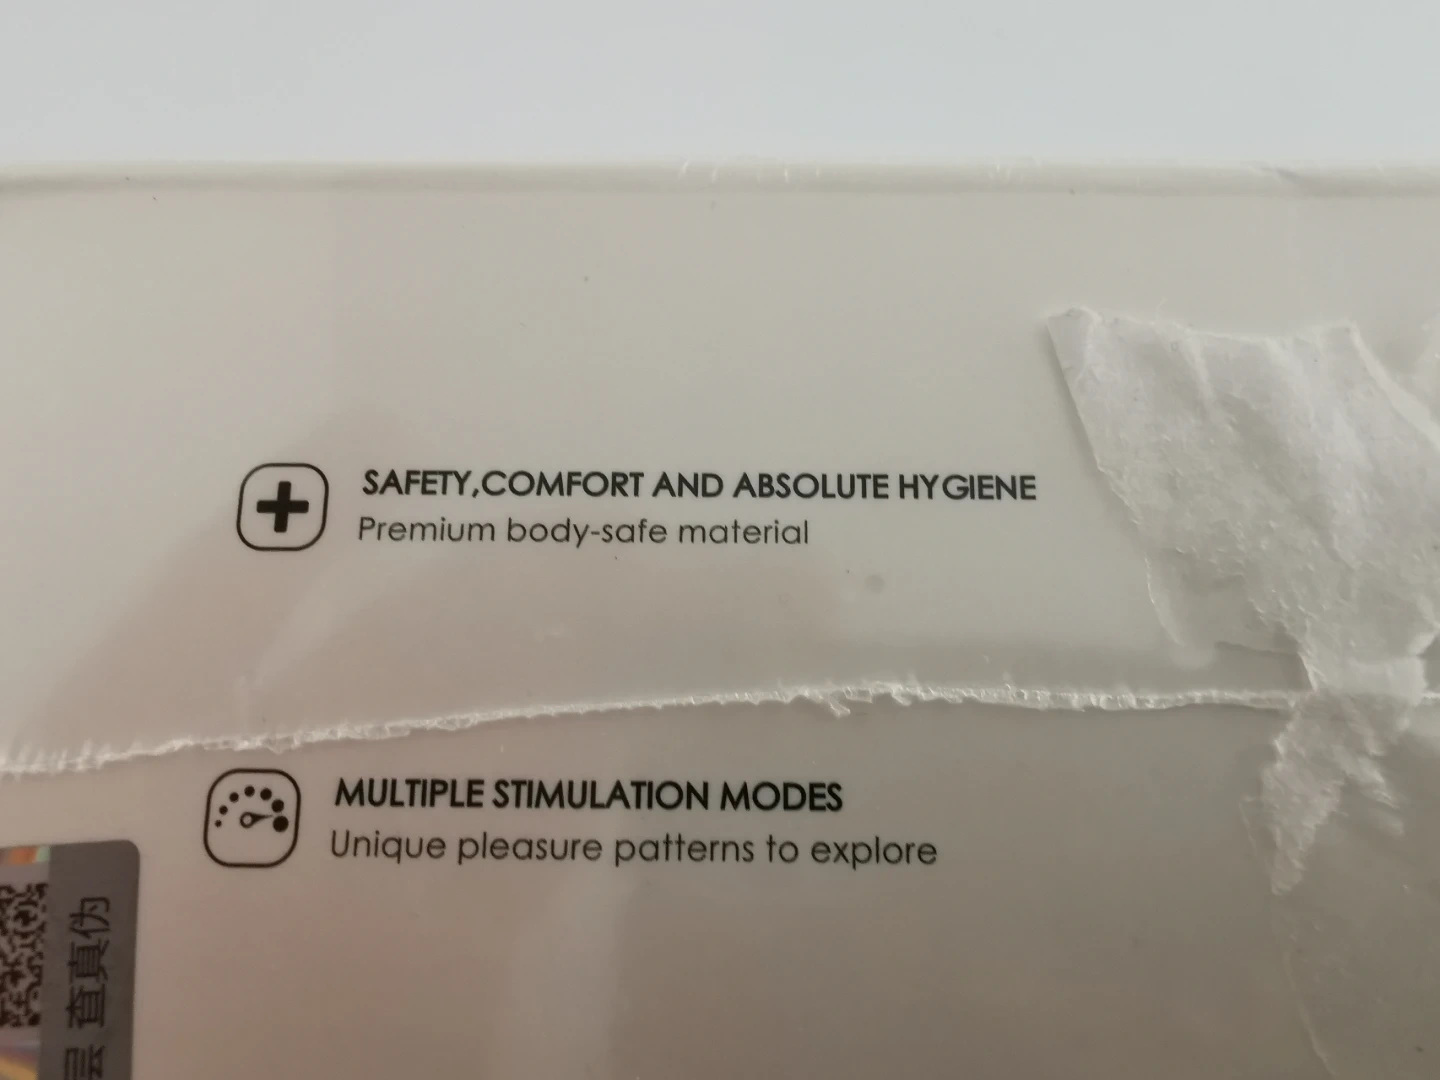 SAFETY,COMFORT AND ABSOLUTE HYGIENE
Premium body-safe material
MULTIPLE STIMULATION MODES
Unique pleasure patterns to explore
层 查真伪